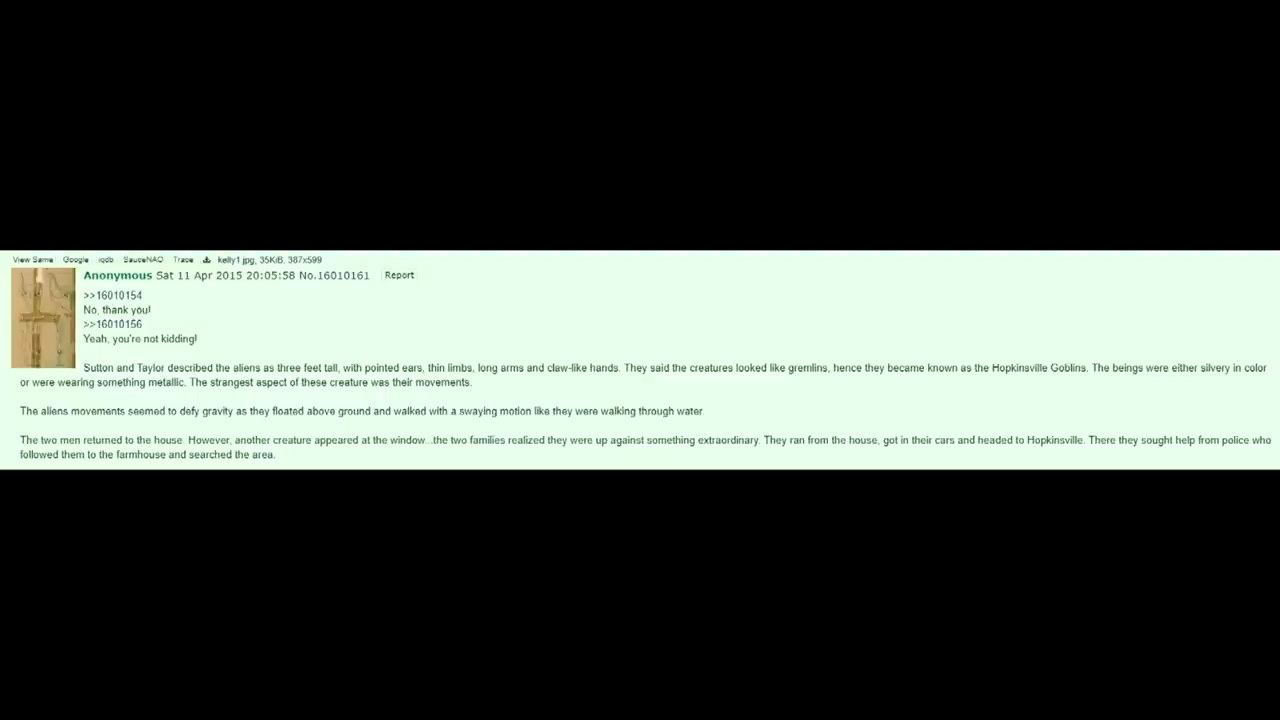 View Same Google iqdb SauceNAO Trace kelly1.jpg, 35KiB, 387x599
Anonymous Sat 11 Apr 2015 20:05:58 No.16010161 Report
>>16010154
No, thank you!
>>16010156
Yeah, you're not kidding!
Sutton and Taylor described the aliens as three feet tall, with pointed ears, thin limbs, long arms and claw-like hands. They said the creatures looked like gremlins, hence they became known as the Hopkinsville Goblins. The beings were either silvery in color
or were wearing something metallic. The strangest aspect of these creature was their movements.
The aliens movements seemed to defy gravity as they floated above ground and walked with a swaying motion like they were walking through water.
The two men returned to the house. However, another creature appeared at the window...the two families realized they were up against something extraordinary. They ran from the house, got in their cars and headed to Hopkinsville. There they sought help from police who
followed them to the farmhouse and searched the area.